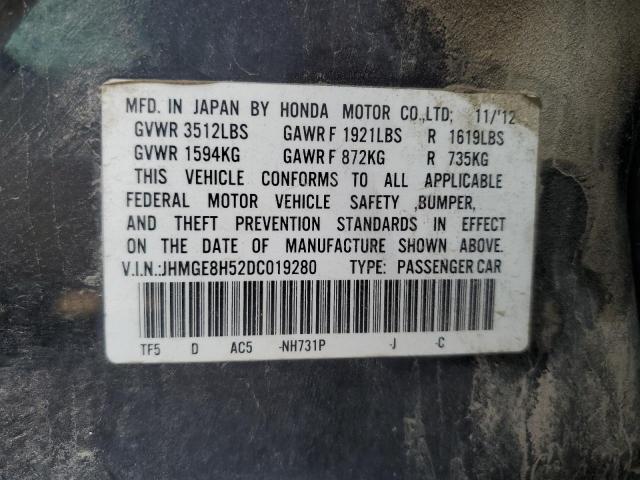 MFD. IN JAPAN BY HONDA MOTOR CO.,LTD; 11/'12
GVWR 3512LBS GAWR F 1921LBS R 1619LBS
GVWR 1594KG GAWR F 872KG R 735KG
THIS VEHICLE CONFORMS TO ALL APPLICABLE
FEDERAL MOTOR VEHICLE SAFETY ,BUMPER,
AND THEFT PREVENTION STANDARDS IN EFFECT
ON THE DATE OF MANUFACTURE SHOWN ABOVE.
V.I.N.:JHMGE8H52DC019280 TYPE: PASSENGER CAR
TF5 D AC5 -NH731P -J -C